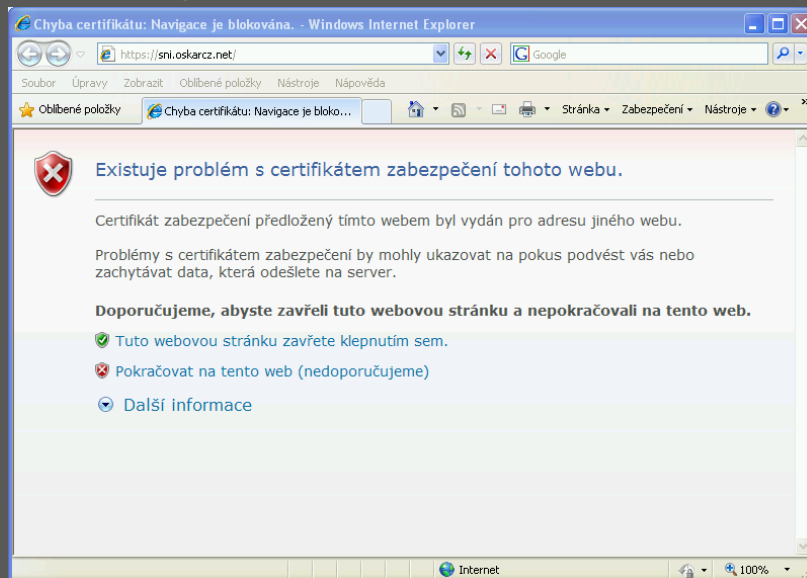 Chyba certifikátu: Navigace je blokována. - Windows Internet Explorer
https://sni.oskarcz.net/
Google
Soubor Úpravy Zobrazit Oblíbené položky Nástroje Nápověda
Oblíbené položky
Chyba certifikátu: Navigace je bloko...
Stránka Zabezpečení Nástroje
Existuje problém s certifikátem zabezpečení tohoto webu.
Certifikát zabezpečení předložený tímto webem byl vydán pro adresu jiného webu.
Problémy s certifikátem zabezpečení by mohly ukazovat na pokus podvést vás nebo
zachytávat data, která odešlete na server.
Doporučujeme, abyste zavřeli tuto webovou stránku a nepokračovali na tento web.
Tuto webovou stránku zavřete klepnutím sem.
Pokračovat na tento web (nedoporučujeme)
Další informace
Internet
100%